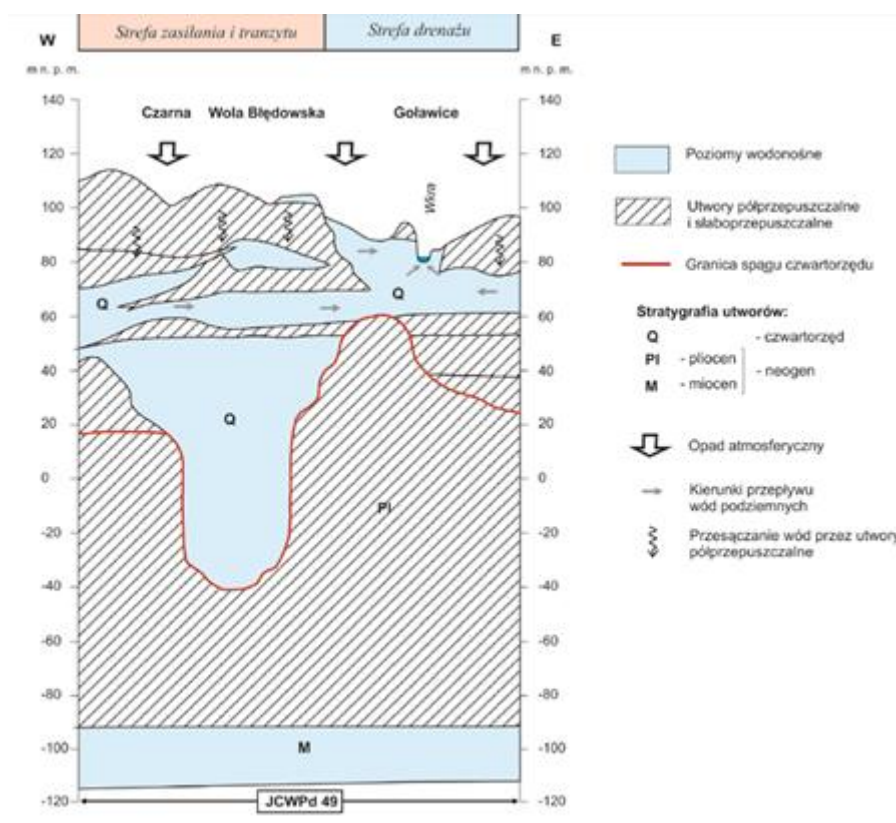 Strefa zasilania i tranzytu
Strefa drenażu
W
E
m n. p. m.
m n. p. m.
Czarna
Wola Błędowska
Goławice
Wkra
140
120
100
80
60
40
20
0
-20
-40
-60
-80
-100
-120
140
120
100
80
60
40
20
0
-20
-40
-60
-80
-100
-120
Q
Q
Q
Pl
M
JCWPd 49
Poziomy wodonośne
Utwory półprzepuszczalne
i słaboprzepuszczalne
Granica spągu czwartorzędu
Stratygrafia utworów:
Q - czwartorzęd
Pl - pliocen
- neogen
M - miocen
Opad atmosferyczny
Kierunki przepływu
wód podziemnych
Przesączanie wód przez utwory
półprzepuszczalne